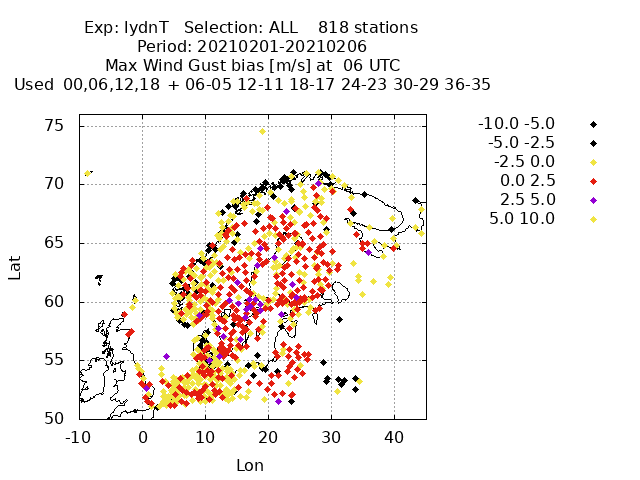 Exp: lydnT   Selection: ALL    818 stations
Period: 20210201-20210206
Max Wind Gust bias [m/s] at  06 UTC
Used  00,06,12,18  + 06-05 12-11 18-17 24-23 30-29 36-35
-10.0 -5.0
-5.0 -2.5
-2.5 0.0
0.0 2.5
2.5 5.0
5.0 10.0
Lat
75
70
65
60
55
50
-10 0 10 20 30 40
Lon